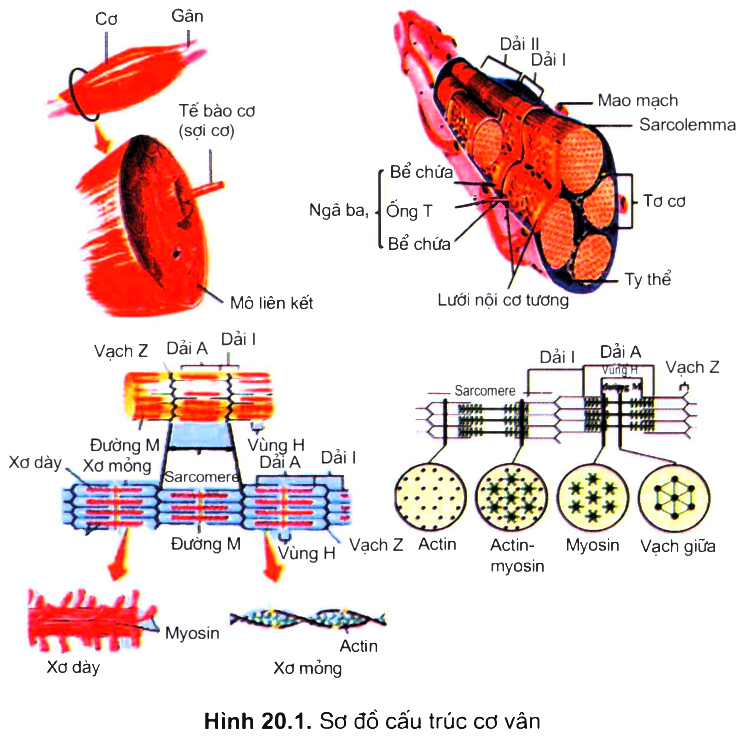 Cơ
Gân
Tế bào cơ
(sợi cơ)
Mô liên kết
Dải II
Dải I
Mao mạch
Sarcolemma
Bể chứa
Ngã ba,
Ống T
Bể chứa
Tơ cơ
Ty thể
Lưới nội cơ tương
Vạch Z
Dải A
Dải I
Đường M
Vùng H
Xơ dày
Xơ mỏng
Sarcomere
Dải A
Dải I
Đường M
Vùng H
Vạch Z
Myosin
Xơ dày
Actin
Xơ mỏng
Dải I
Dải A
Vùng H
đường M
Vạch Z
Sarcomere
Actin
Actin-
myosin
Myosin
Vạch giữa
Hình 20.1. Sơ đồ cấu trúc cơ vân